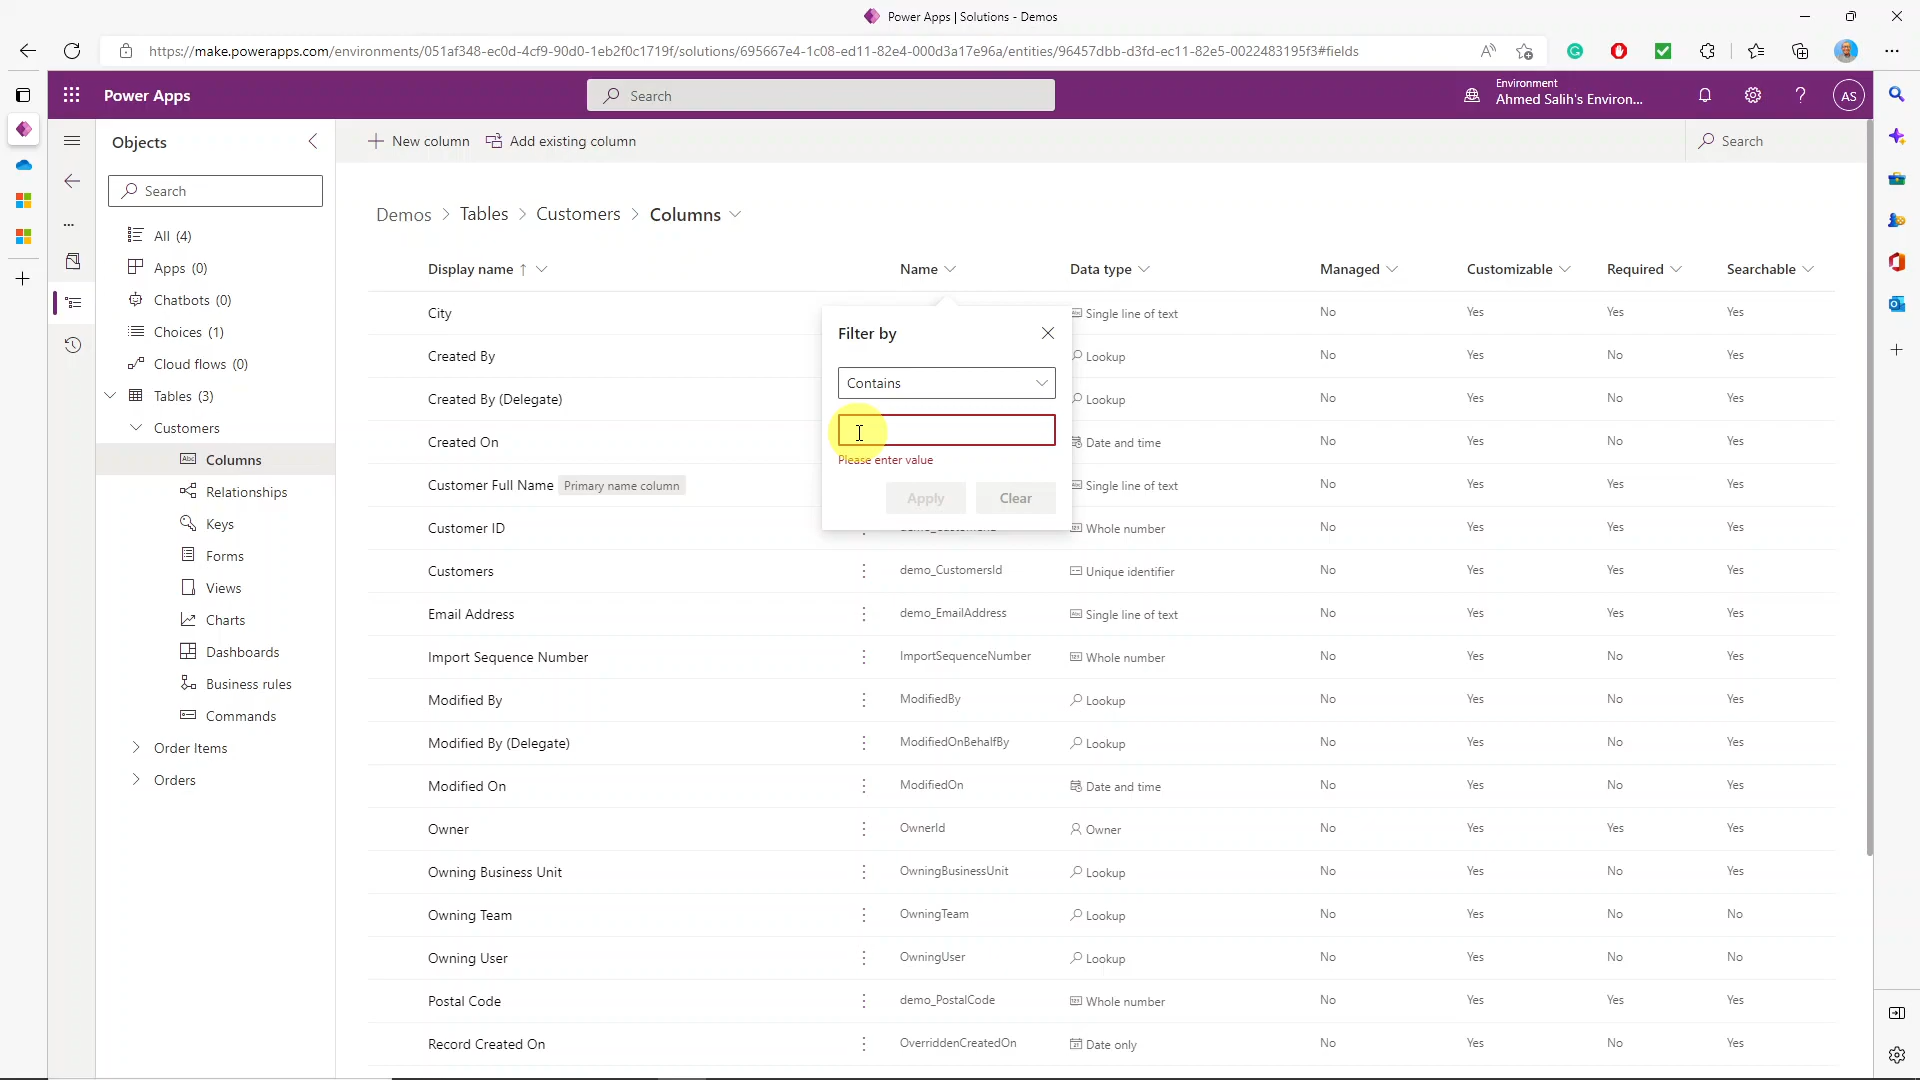 Power Apps | Solutions - Demos
https://make.powerapps.com/environments/051af348-ec0d-4cf9-90d0-1eb2f0c1719f/solutions/695667e4-1c08-ed11-82e4-000d3a17e96a/entities/96457dbb-d3fd-ec11-82e5-0022483195f3#fields
Power Apps
Search
Environment
Ahmed Salih's Environ...
AS
Objects
Search
All (4)
Apps (0)
Chatbots (0)
Choices (1)
Cloud flows (0)
Tables (3)
Customers
Columns
Relationships
Keys
Forms
Views
Charts
Dashboards
Business rules
Commands
Order Items
Orders
New column Add existing column Search
Demos > Tables > Customers > Columns
Display name ↑ Name Data type Managed Customizable Required Searchable
City Single line of text No Yes Yes Yes
Created By Lookup No Yes No Yes
Created By (Delegate) Lookup No Yes No Yes
Created On Date and time No Yes No Yes
Customer Full Name Primary name column Single line of text No Yes Yes Yes
Customer ID Whole number No Yes Yes Yes
Customers demo_CustomersId Unique identifier No Yes Yes Yes
Email Address demo_EmailAddress Single line of text No Yes Yes Yes
Import Sequence Number ImportSequenceNumber Whole number No Yes No Yes
Modified By ModifiedBy Lookup No Yes No Yes
Modified By (Delegate) ModifiedOnBehalfBy Lookup No Yes No Yes
Modified On ModifiedOn Date and time No Yes No Yes
Owner OwnerId Owner No Yes Yes Yes
Owning Business Unit OwningBusinessUnit Lookup No Yes No Yes
Owning Team OwningTeam Lookup No Yes No No
Owning User OwningUser Lookup No Yes No No
Postal Code demo_PostalCode Whole number No Yes Yes Yes
Record Created On OverriddenCreatedOn Date only No Yes No Yes
Filter by
Contains
Please enter value
Apply Clear